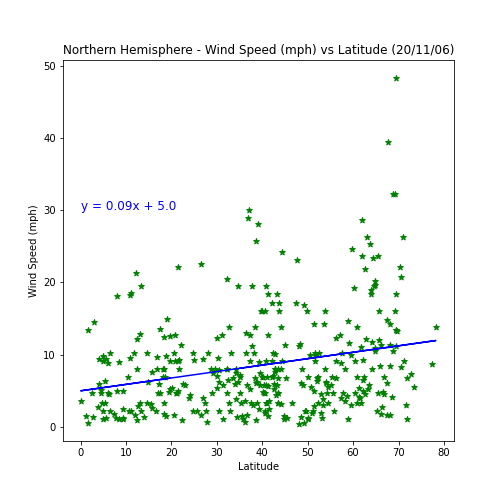 Northern Hemisphere - Wind Speed (mph) vs Latitude (20/11/06)
50
40
y = 0.09x + 5.0
30
Wind Speed (mph)
20
10
0
0 10 20 30 40 50 60 70 80
Latitude